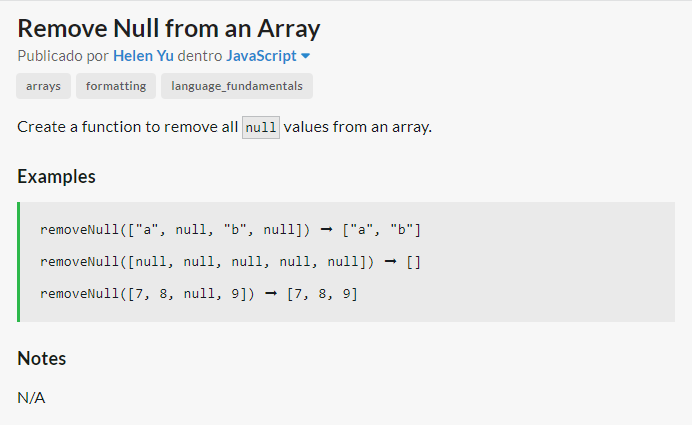 Remove Null from an Array
Publicado por Helen Yu dentro JavaScript
arrays formatting language_fundamentals
Create a function to remove all null values from an array.
Examples
removeNull(["a", null, "b", null]) ➞ ["a", "b"]
removeNull([null, null, null, null, null]) ➞ []
removeNull([7, 8, null, 9]) ➞ [7, 8, 9]
Notes
N/A